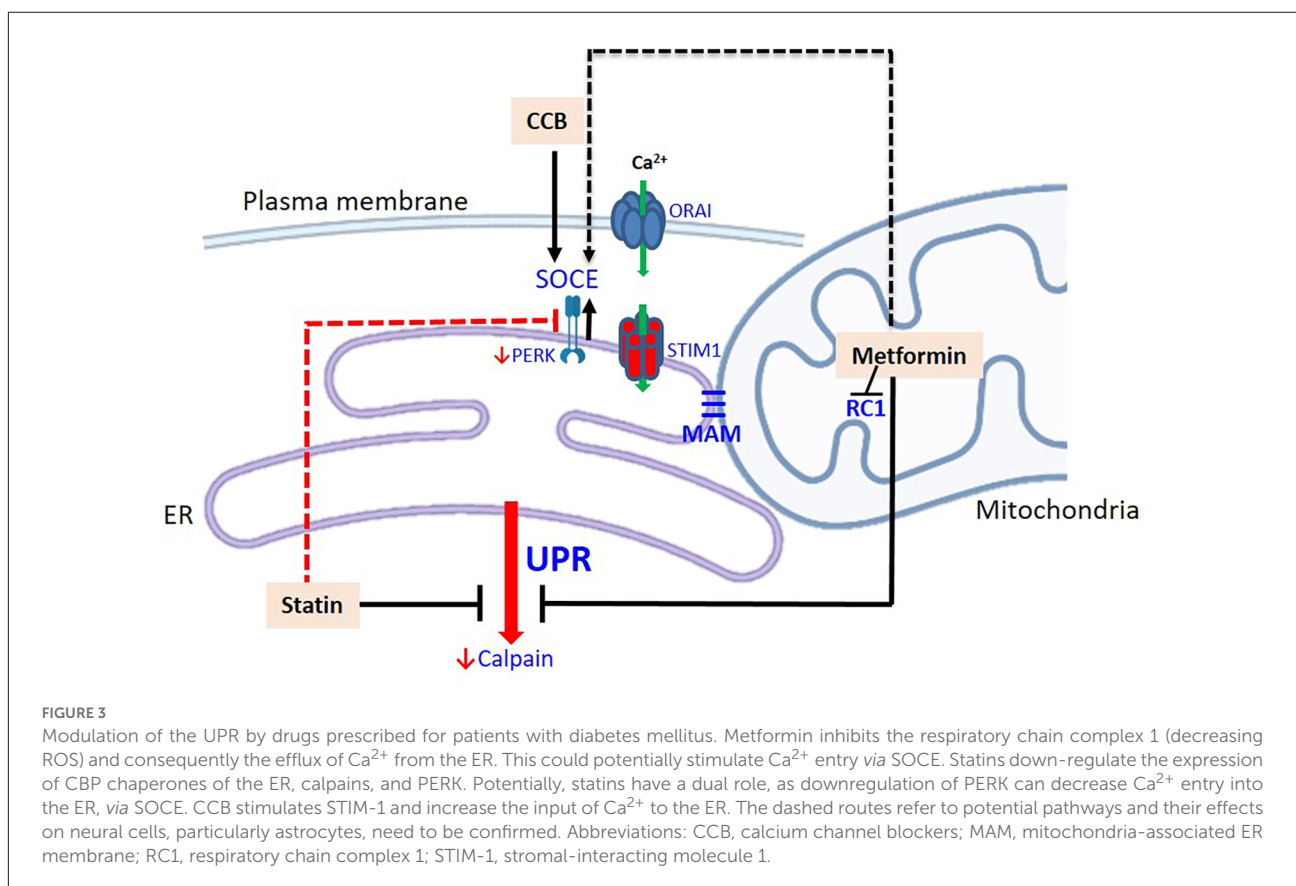 CCB
Ca²⁺
Plasma membrane
ORAI
SOCE
↓ PERK
STIM1
Metformin
RC1
MAM
ER
Mitochondria
UPR
Statin
↓ Calpain
FIGURE 3
Modulation of the UPR by drugs prescribed for patients with diabetes mellitus. Metformin inhibits the respiratory chain complex 1 (decreasing
ROS) and consequently the efflux of Ca²⁺ from the ER. This could potentially stimulate Ca²⁺ entry via SOCE. Statins down-regulate the expression
of CBP chaperones of the ER, calpains, and PERK. Potentially, statins have a dual role, as downregulation of PERK can decrease Ca²⁺ entry into
the ER, via SOCE. CCB stimulates STIM-1 and increase the input of Ca²⁺ to the ER. The dashed routes refer to potential pathways and their effects
on neural cells, particularly astrocytes, need to be confirmed. Abbreviations: CCB, calcium channel blockers; MAM, mitochondria-associated ER
membrane; RC1, respiratory chain complex 1; STIM-1, stromal-interacting molecule 1.